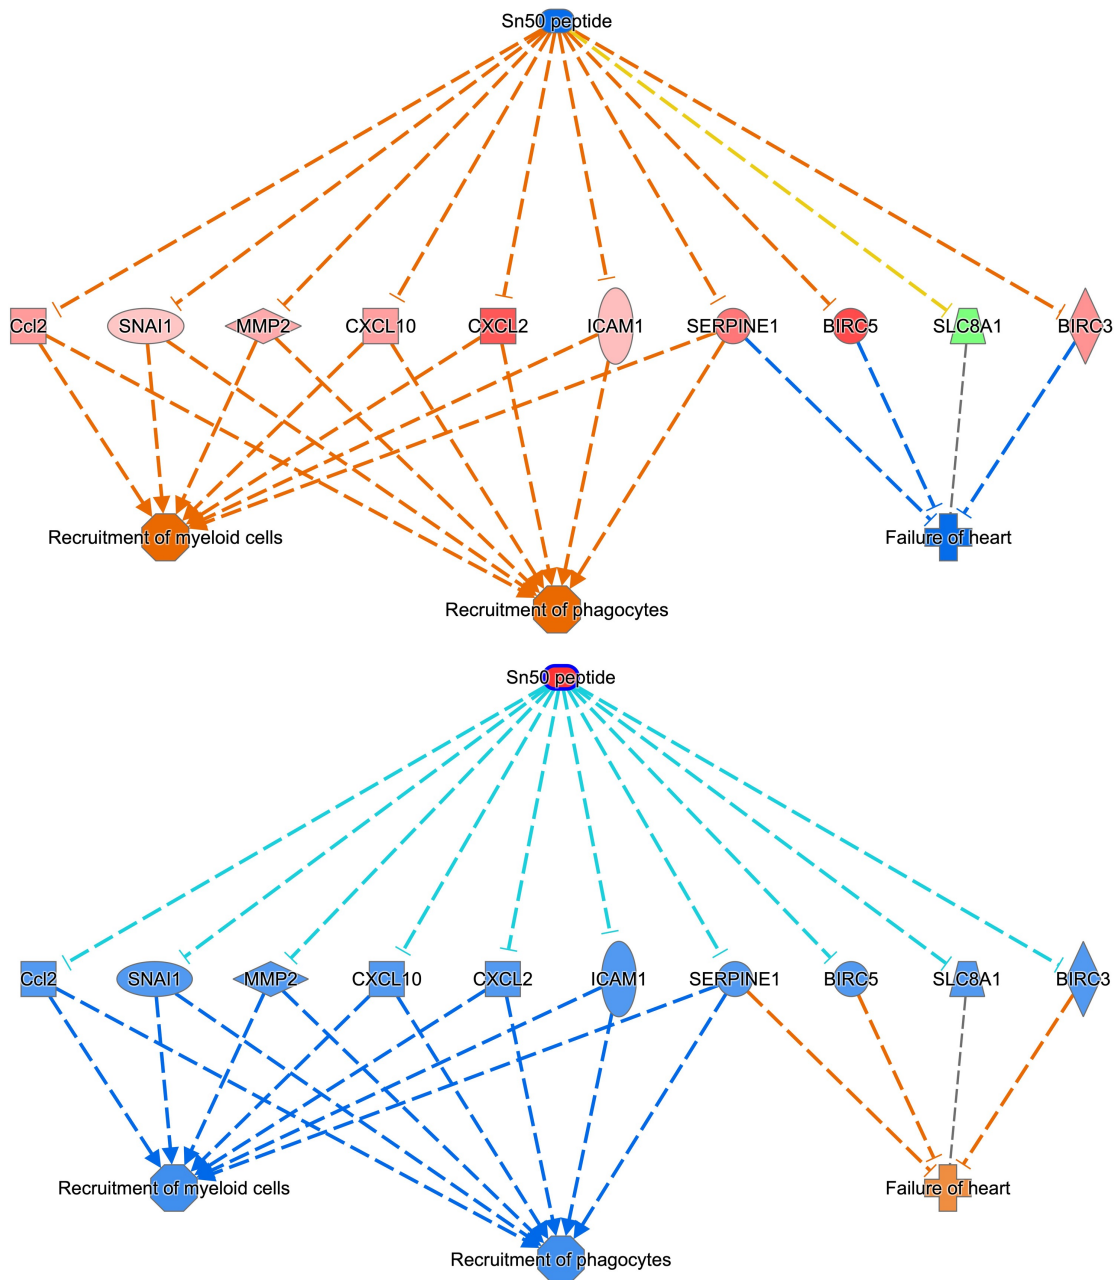 Sn50 peptide
Ccl2
SNAI1
MMP2
CXCL10
CXCL2
ICAM1
SERPINE1
BIRC5
SLC8A1
BIRC3
Recruitment of myeloid cells
Failure of heart
Recruitment of phagocytes
Sn50 peptide
Ccl2
SNAI1
MMP2
CXCL10
CXCL2
ICAM1
SERPINE1
BIRC5
SLC8A1
BIRC3
Recruitment of myeloid cells
Failure of heart
Recruitment of phagocytes